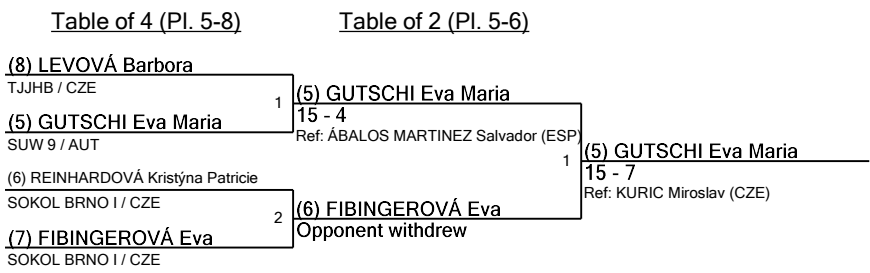 Table of 4 (Pl. 5-8)
Table of 2 (Pl. 5-6)
(8) LEVOVÁ Barbora
TJJHB / CZE
1
(5) GUTSCHI Eva Maria
15 - 4
Ref: ÁBALOS MARTINEZ Salvador (ESP)
(5) GUTSCHI Eva Maria
SUW 9 / AUT
1
(5) GUTSCHI Eva Maria
15 - 7
Ref: KURIC Miroslav (CZE)
(6) REINHARDOVÁ Kristýna Patricie
SOKOL BRNO I / CZE
2
(6) FIBINGEROVÁ Eva
Opponent withdrew
(7) FIBINGEROVÁ Eva
SOKOL BRNO I / CZE